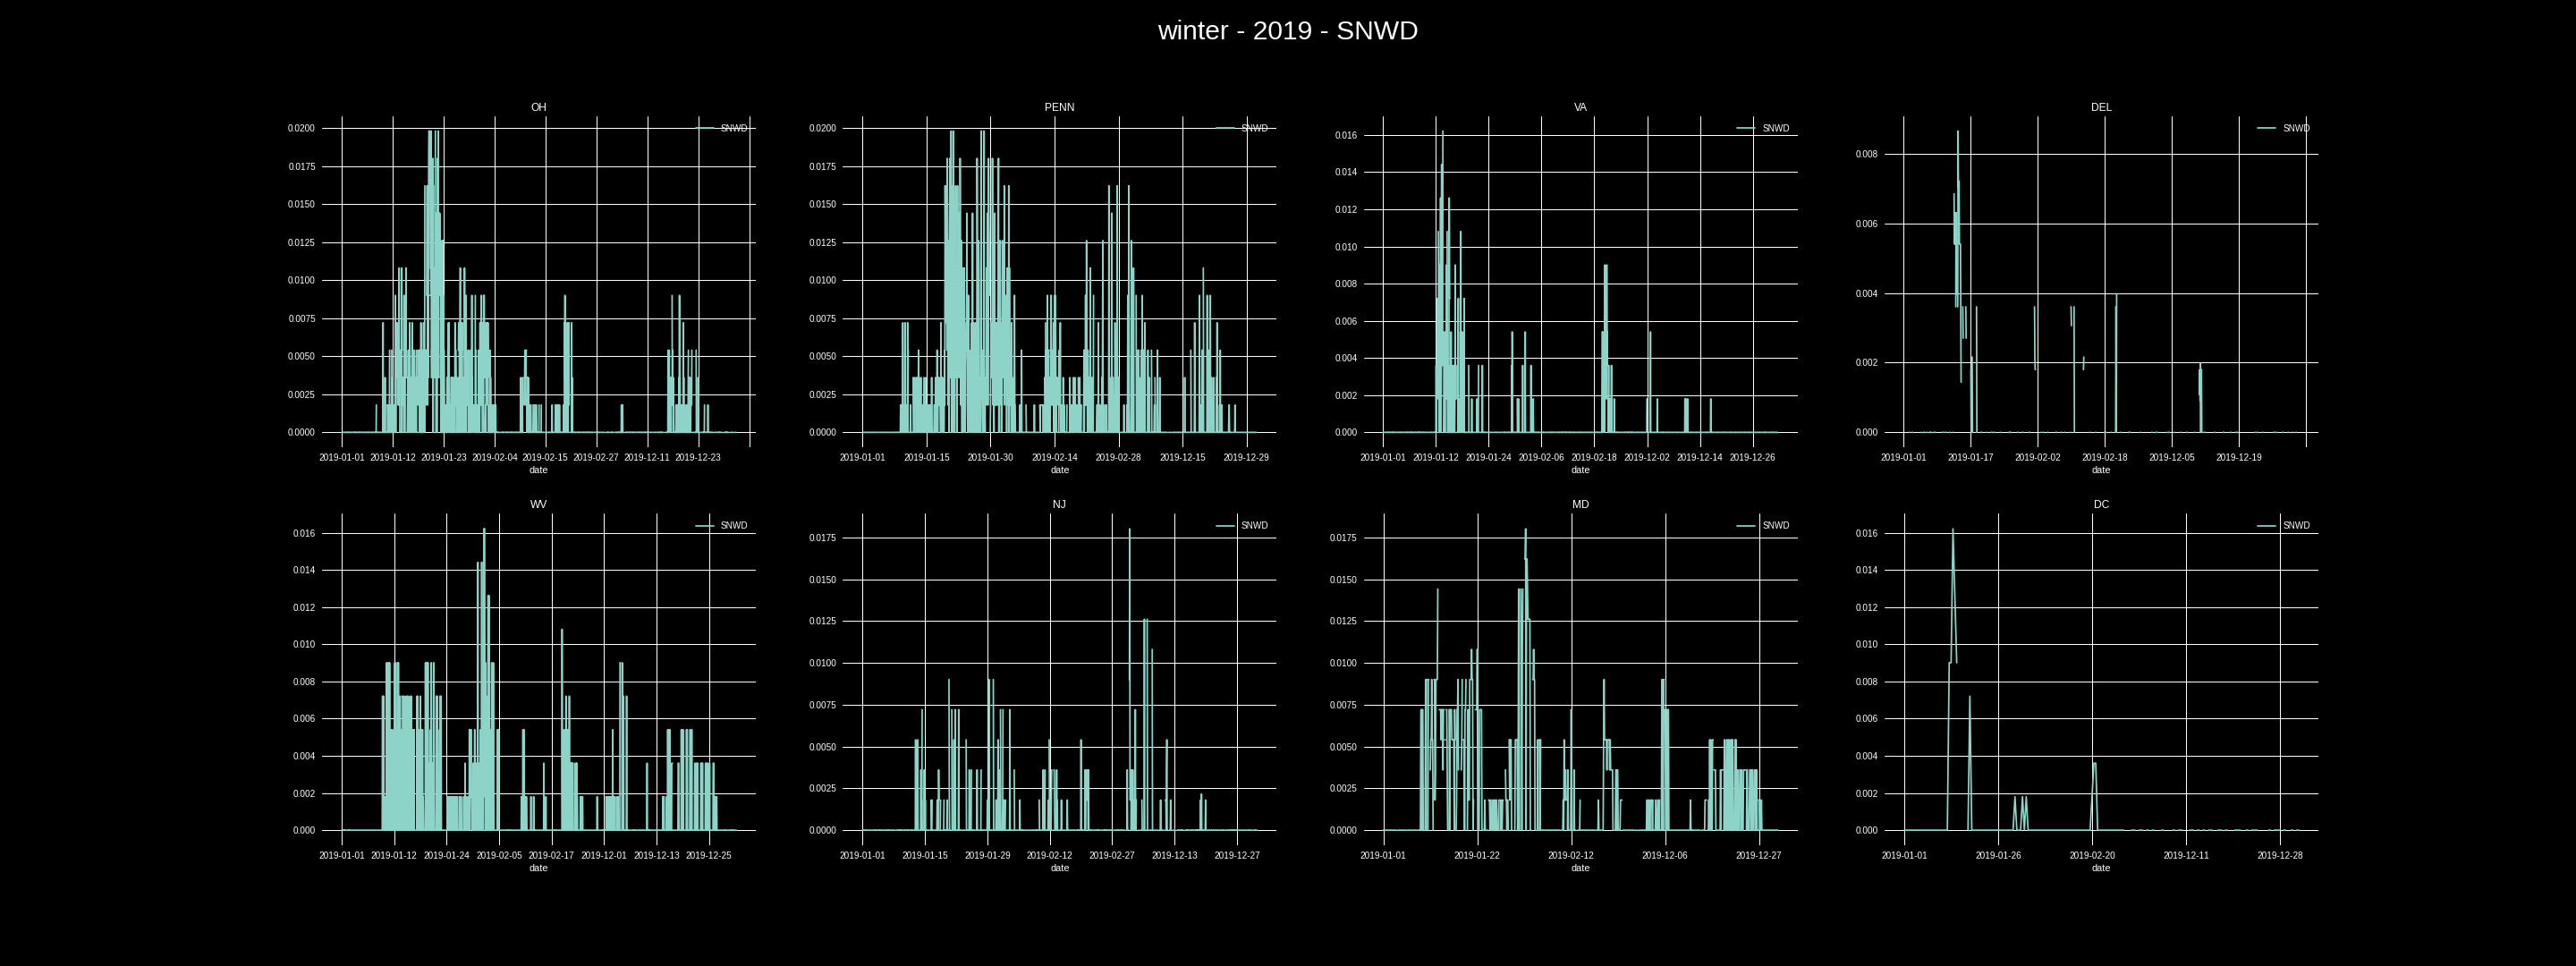 winter - 2019 - SNWD
OH
SNWD
0.0200
0.0175
0.0150
0.0125
0.0100
0.0075
0.0050
0.0025
0.0000
2019-01-01 2019-01-12 2019-01-23 2019-02-04 2019-02-15 2019-02-27 2019-12-11 2019-12-23
date
PENN
SNWD
0.0200
0.0175
0.0150
0.0125
0.0100
0.0075
0.0050
0.0025
0.0000
2019-01-01 2019-01-15 2019-01-30 2019-02-14 2019-02-28 2019-12-15 2019-12-29
date
VA
SNWD
0.016
0.014
0.012
0.010
0.008
0.006
0.004
0.002
0.000
2019-01-01 2019-01-12 2019-01-24 2019-02-06 2019-02-18 2019-12-02 2019-12-14 2019-12-26
date
DEL
SNWD
0.008
0.006
0.004
0.002
0.000
2019-01-01 2019-01-17 2019-02-02 2019-02-18 2019-12-05 2019-12-19
date
WV
SNWD
0.016
0.014
0.012
0.010
0.008
0.006
0.004
0.002
0.000
2019-01-01 2019-01-12 2019-01-24 2019-02-05 2019-02-17 2019-12-01 2019-12-13 2019-12-25
date
NJ
SNWD
0.0175
0.0150
0.0125
0.0100
0.0075
0.0050
0.0025
0.0000
2019-01-01 2019-01-15 2019-01-29 2019-02-12 2019-02-27 2019-12-13 2019-12-27
date
MD
SNWD
0.0175
0.0150
0.0125
0.0100
0.0075
0.0050
0.0025
0.0000
2019-01-01 2019-01-22 2019-02-12 2019-12-06 2019-12-27
date
DC
SNWD
0.016
0.014
0.012
0.010
0.008
0.006
0.004
0.002
0.000
2019-01-01 2019-01-26 2019-02-20 2019-12-11 2019-12-28
date